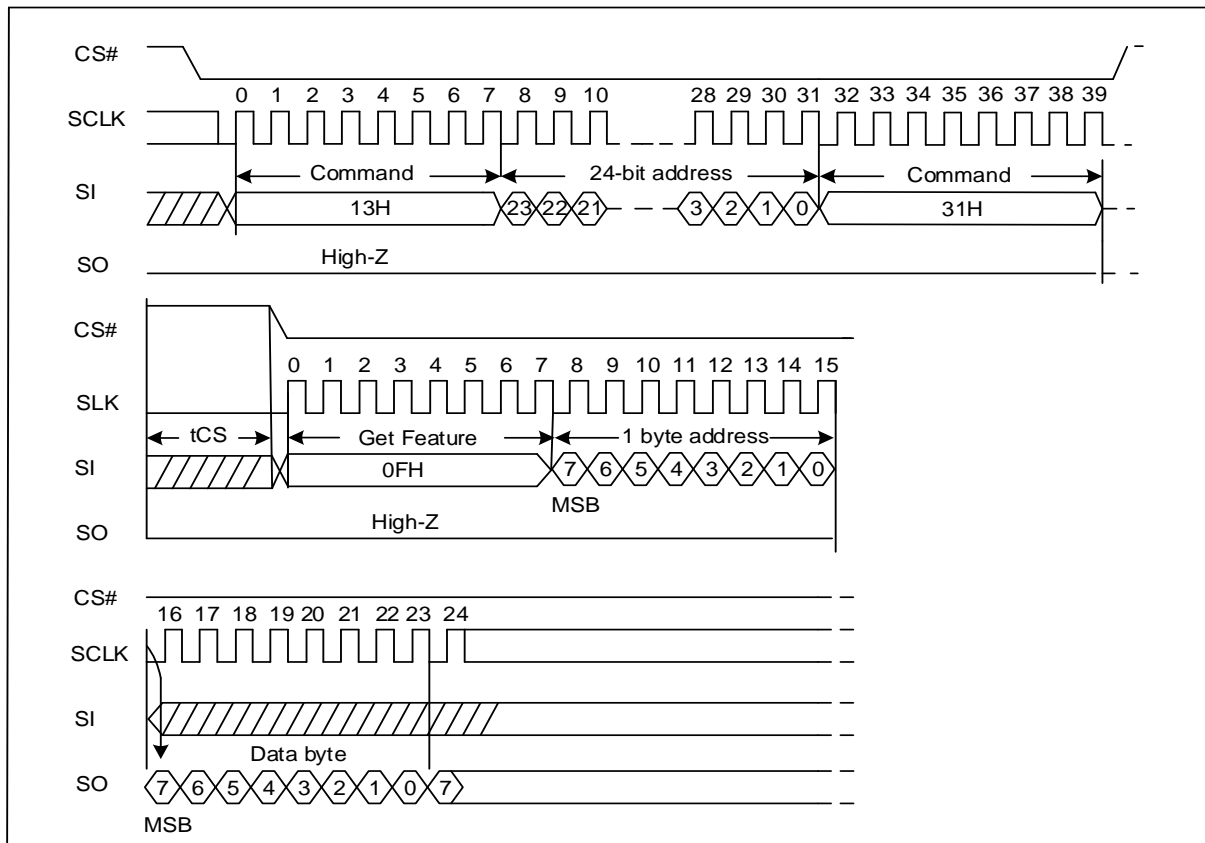 CS#
0 1 2 3 4 5 6 7 8 9 10 28 29 30 31 32 33 34 35 36 37 38 39
SCLK
Command 24-bit address Command
SI
13H 23 22 21 3 2 1 0 31H
High-Z
SO
CS#
0 1 2 3 4 5 6 7 8 9 10 11 12 13 14 15
SLK
tCS Get Feature 1 byte address
SI
0FH 7 6 5 4 3 2 1 0
MSB
High-Z
SO
CS#
16 17 18 19 20 21 22 23 24
SCLK
SI
Data byte
SO 7 6 5 4 3 2 1 0 7
MSB